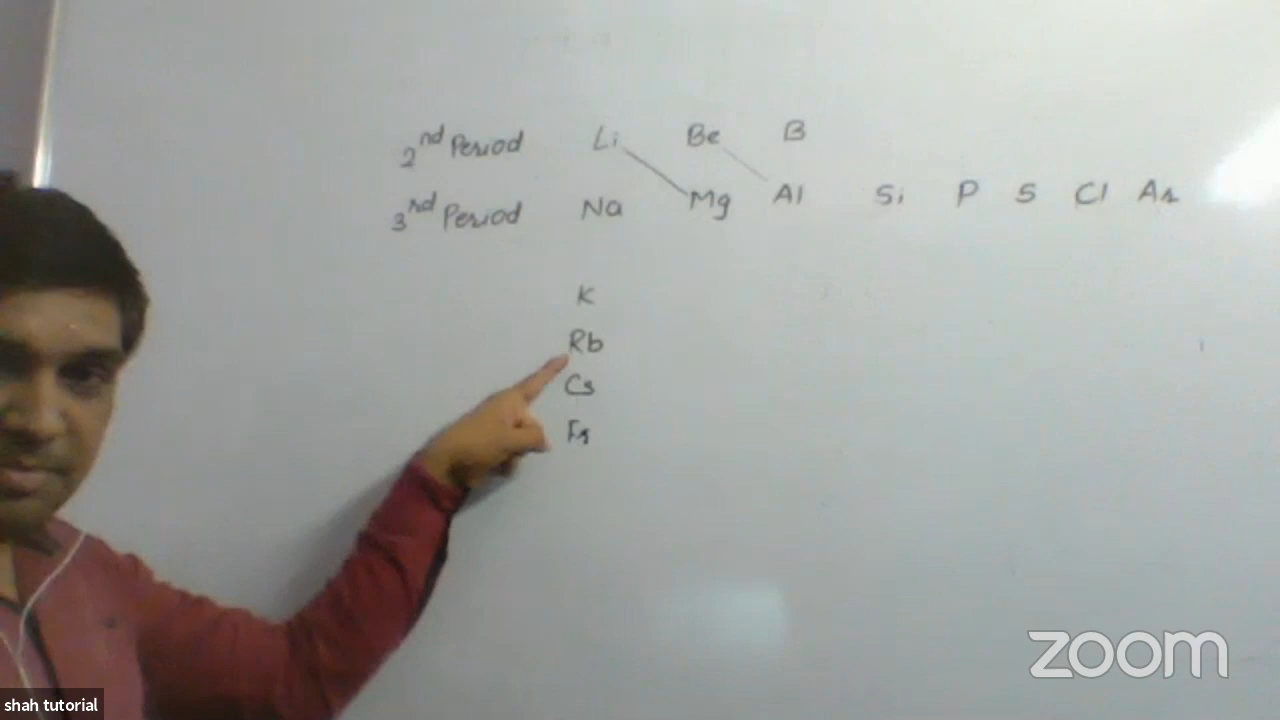 2nd Period Li Be B
3rd Period Na Mg Al Si P S Cl Ar
K
Rb
Cs
Fr
zoom
shah tutorial